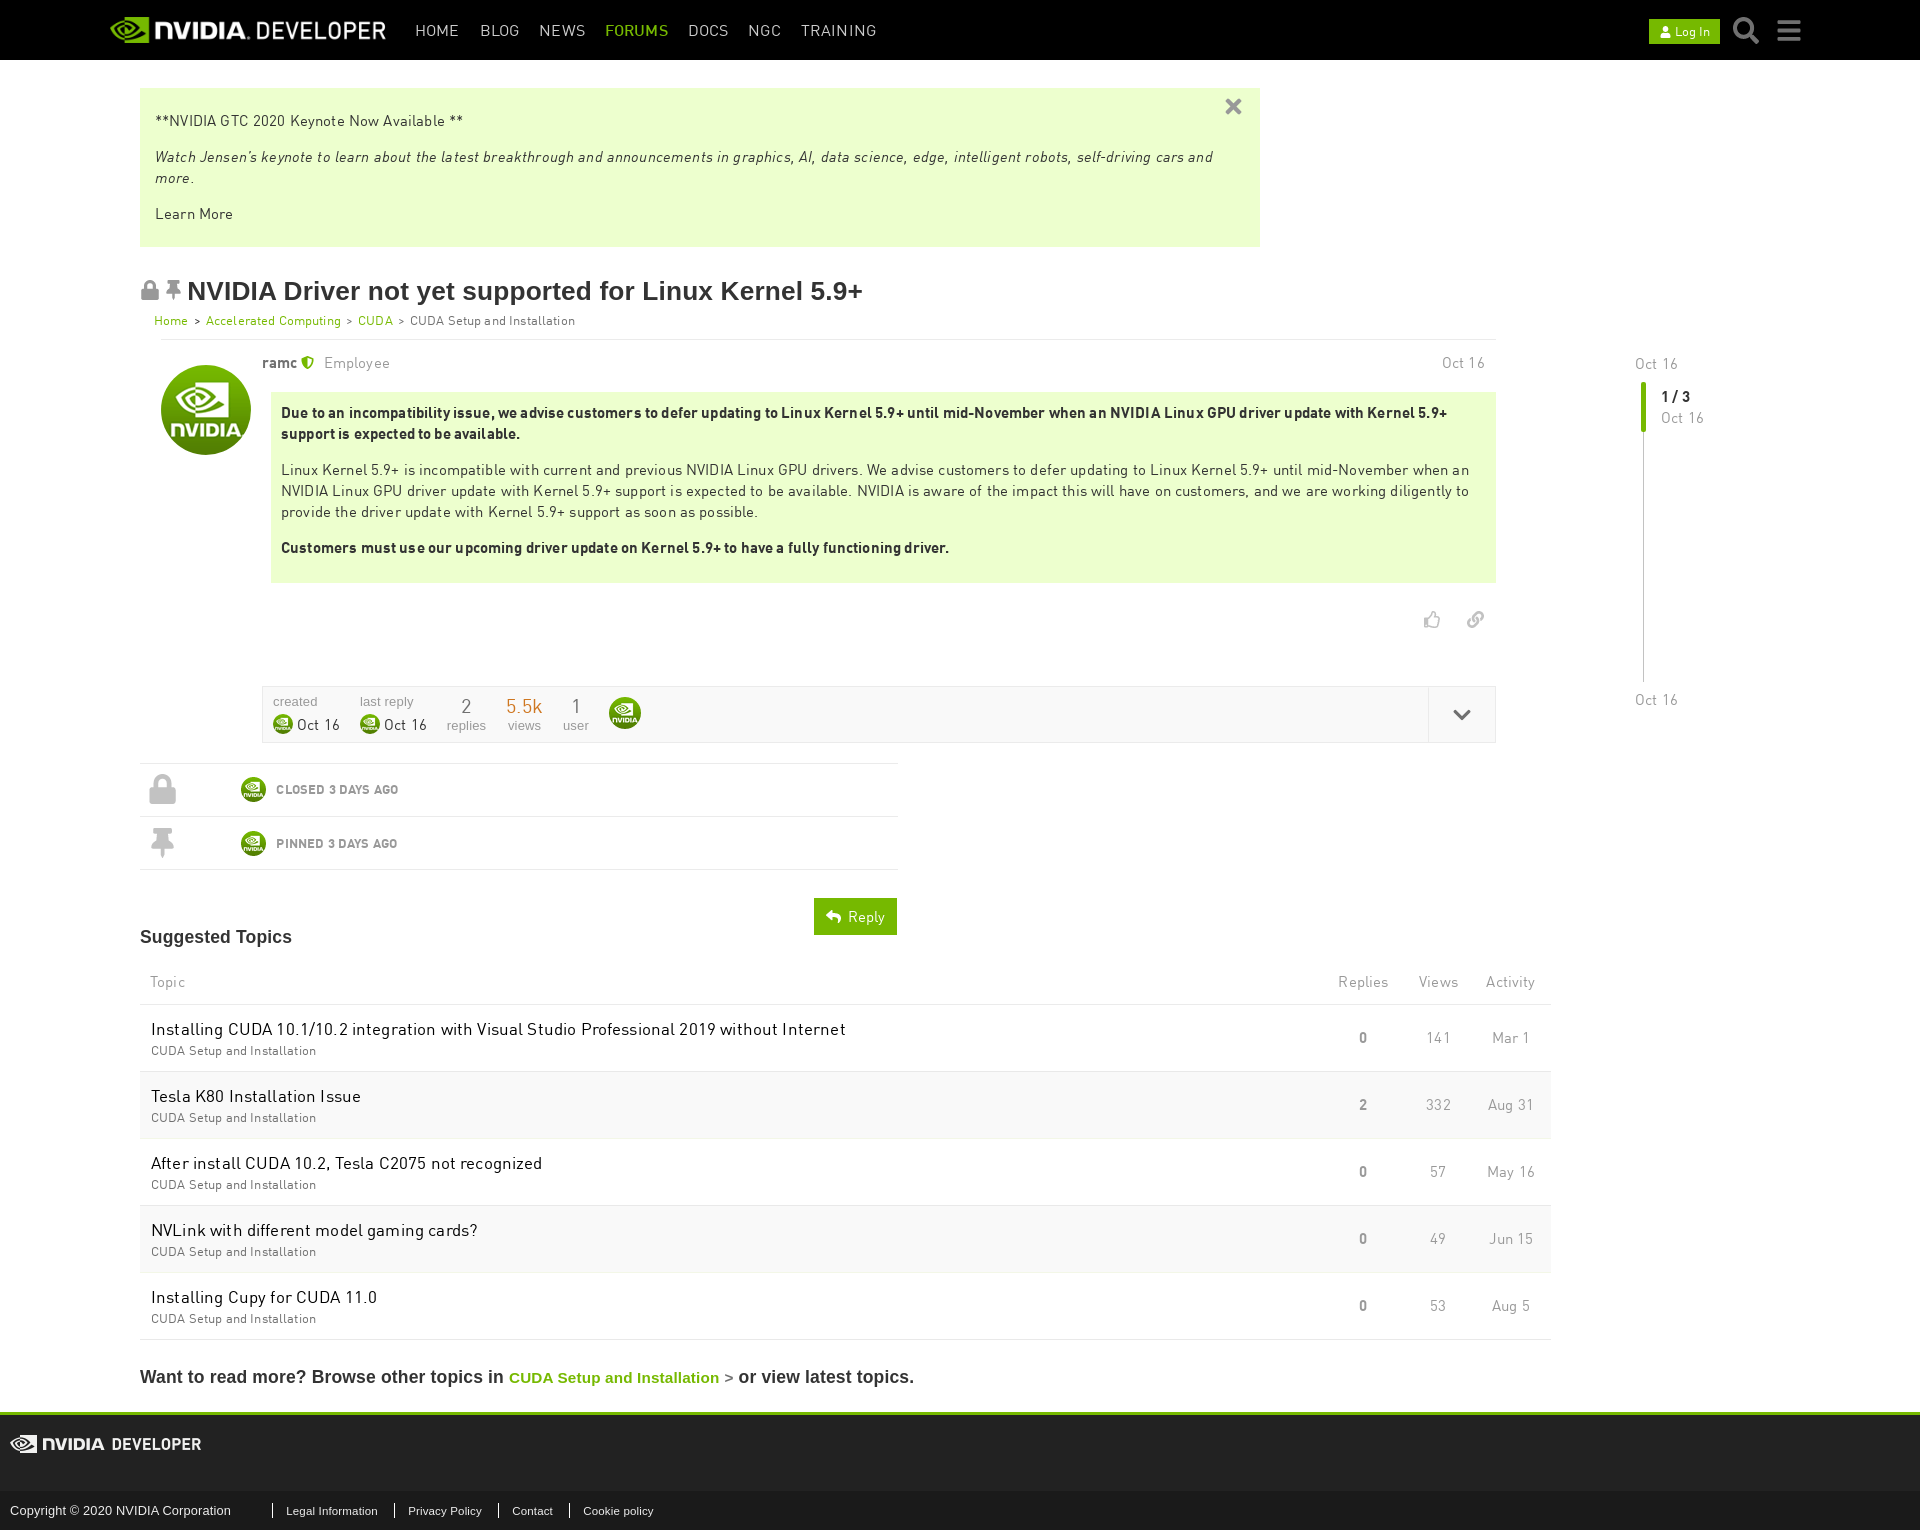 NVIDIA DEVELOPER HOME BLOG NEWS FORUMS DOCS NGC TRAINING Log In
**NVIDIA GTC 2020 Keynote Now Available **
Watch Jensen's keynote to learn about the latest breakthrough and announcements in graphics, AI, data science, edge, intelligent robots, self-driving cars and
more.
Learn More
NVIDIA Driver not yet supported for Linux Kernel 5.9+
Home > Accelerated Computing > CUDA > CUDA Setup and Installation
ramc Employee Oct 16
NVIDIA
Due to an incompatibility issue, we advise customers to defer updating to Linux Kernel 5.9+ until mid-November when an NVIDIA Linux GPU driver update with Kernel 5.9+
support is expected to be available.
Linux Kernel 5.9+ is incompatible with current and previous NVIDIA Linux GPU drivers. We advise customers to defer updating to Linux Kernel 5.9+ until mid-November when an
NVIDIA Linux GPU driver update with Kernel 5.9+ support is expected to be available. NVIDIA is aware of the impact this will have on customers, and we are working diligently to
provide the driver update with Kernel 5.9+ support as soon as possible.
Customers must use our upcoming driver update on Kernel 5.9+ to have a fully functioning driver.
Oct 16
1 / 3
Oct 16
Oct 16
created last reply 2 5.5k 1
Oct 16 Oct 16 replies views user NVIDIA
NVIDIA CLOSED 3 DAYS AGO
NVIDIA PINNED 3 DAYS AGO
Reply
Suggested Topics
Topic Replies Views Activity
Installing CUDA 10.1/10.2 integration with Visual Studio Professional 2019 without Internet
CUDA Setup and Installation
0 141 Mar 1
Tesla K80 Installation Issue
CUDA Setup and Installation
2 332 Aug 31
After install CUDA 10.2, Tesla C2075 not recognized
CUDA Setup and Installation
0 57 May 16
NVLink with different model gaming cards?
CUDA Setup and Installation
0 49 Jun 15
Installing Cupy for CUDA 11.0
CUDA Setup and Installation
0 53 Aug 5
Want to read more? Browse other topics in CUDA Setup and Installation > or view latest topics.
NVIDIA DEVELOPER
Copyright © 2020 NVIDIA Corporation Legal Information Privacy Policy Contact Cookie policy